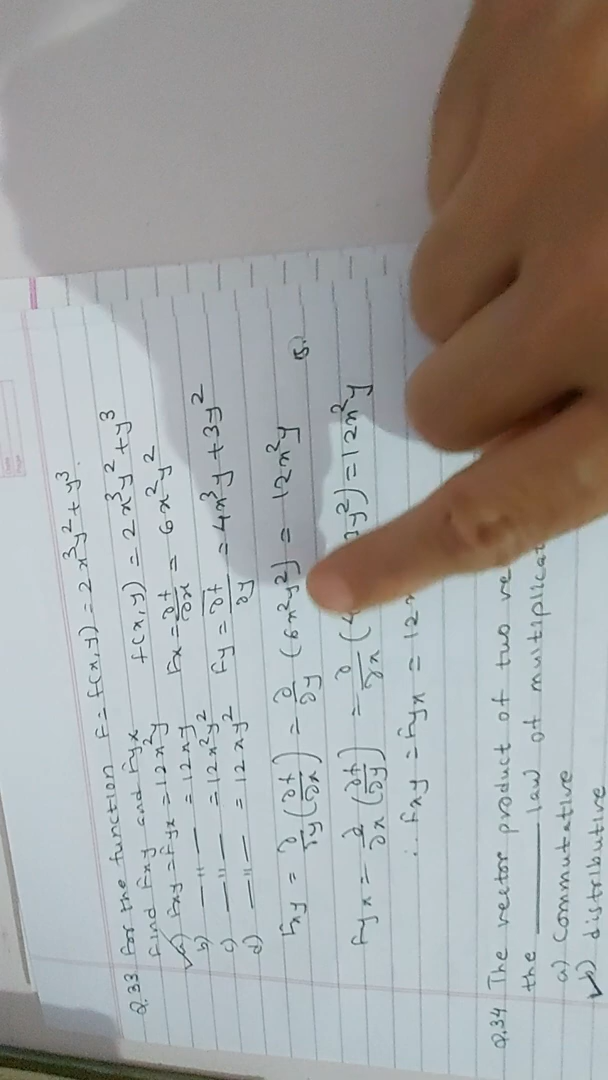 Q.33 For the function F = f(x,y) = 2x³y² + y³.
Find Fxy and Fyx
a) Fxy = Fyx = 12x²y
b) —〃— = 12xy
c) —〃— = 12x²y²
d) —〃— = 12xy²
f(x,y) = 2x³y² + y³
Fx = ∂f/∂x = 6x²y²
Fy = ∂f/∂y = 4x³y + 3y²
Fxy = ∂/∂y (∂f/∂x) = ∂/∂y (6x²y²) = 12x²y
Fyx = ∂/∂x (∂f/∂y) = ∂/∂x (4 y²) = 12x²y
∴ Fxy = Fyx = 12
Q.34 The vector product of two
the ____ law of
a) Commutative
b) distributive